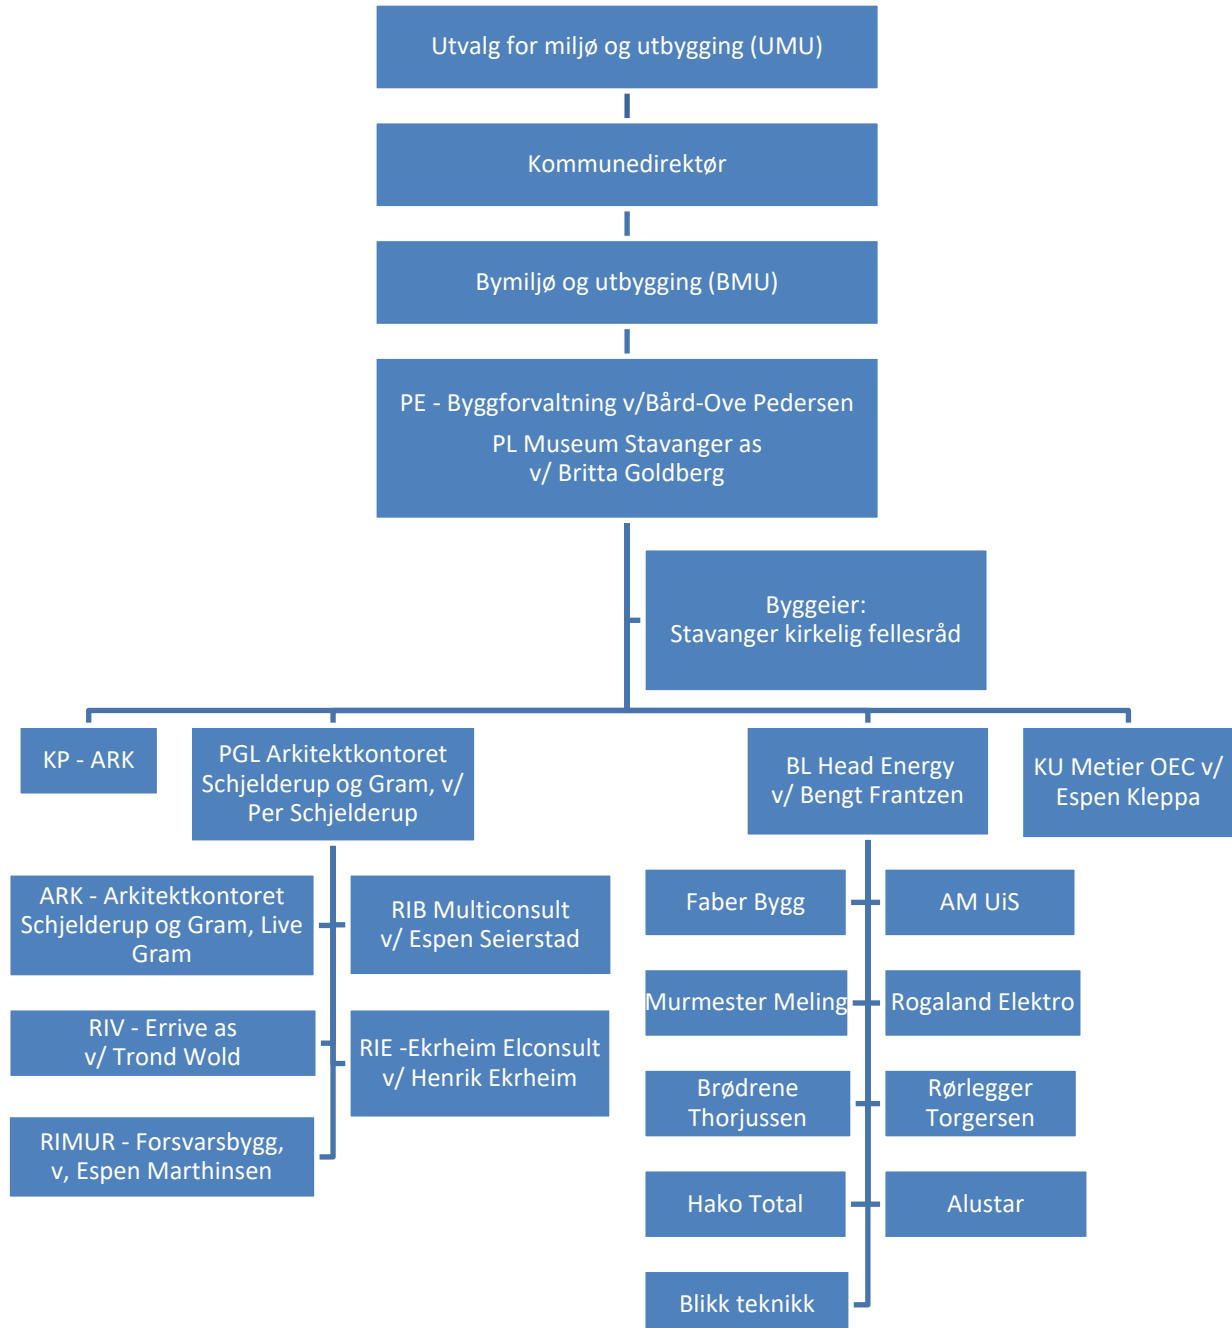 Utvalg for miljø og utbygging (UMU)
Kommunedirektør
Bymiljø og utbygging (BMU)
PE - Byggforvaltning v/Bård-Ove Pedersen
PL Museum Stavanger as
v/ Britta Goldberg
Byggeier:
Stavanger kirkelig fellesråd
KP - ARK
PGL Arkitektkontoret
Schjelderup og Gram, v/
Per Schjelderup
BL Head Energy
v/ Bengt Frantzen
KU Metier OEC v/
Espen Kleppa
ARK - Arkitektkontoret
Schjelderup og Gram, Live
Gram
RIB Multiconsult
v/ Espen Seierstad
RIV - Errive as
v/ Trond Wold
RIE -Ekrheim Elconsult
v/ Henrik Ekrheim
RIMUR - Forsvarsbygg,
v, Espen Marthinsen
Faber Bygg
AM UiS
Murmester Meling
Rogaland Elektro
Brødrene
Thorjussen
Rørlegger
Torgersen
Hako Total
Alustar
Blikk teknikk